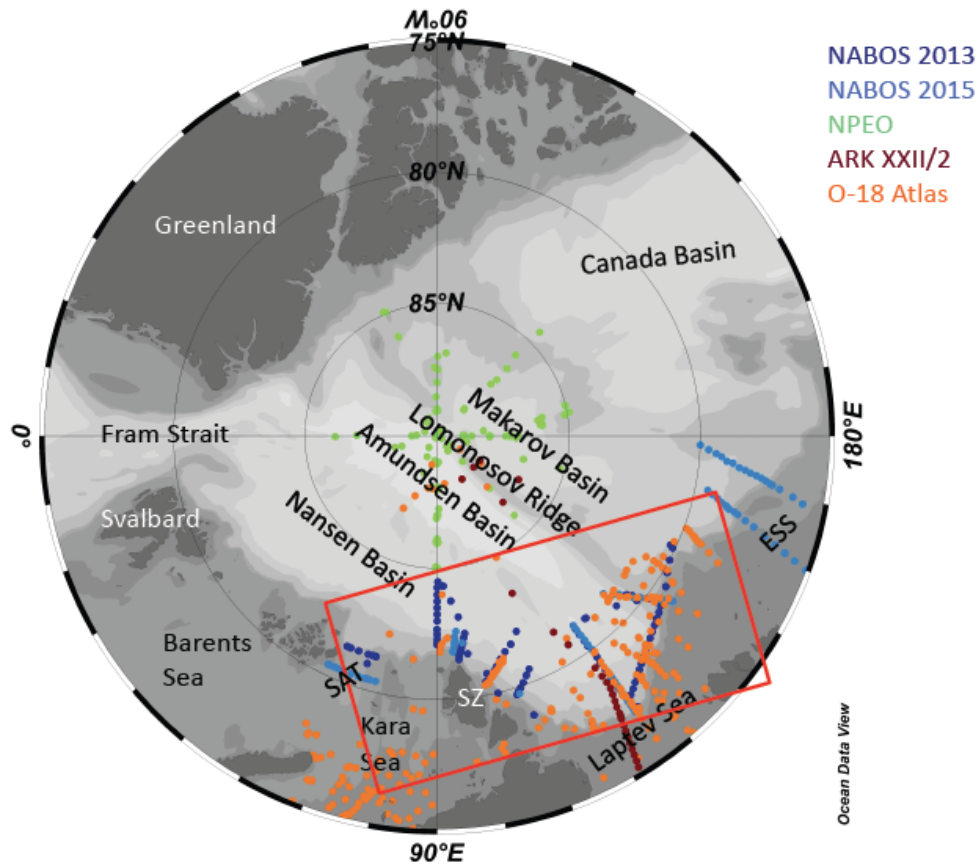 90°W
75°N
NABOS 2013
NABOS 2015
NPEO
ARK XXII/2
O-18 Atlas
80°N
Greenland
Canada Basin
85°N
Makarov Basin
Lomonosov Ridge
Amundsen Basin
Fram Strait
0°
180°E
Nansen Basin
Svalbard
ESS
Barents
Sea
SAT
SZ
Kara
Sea
Laptev Sea
Ocean Data View
90°E